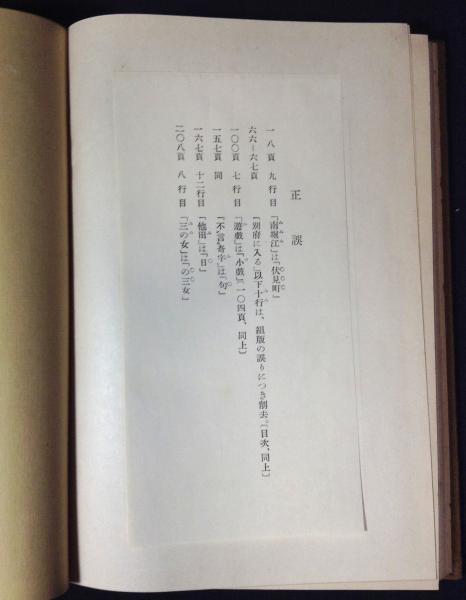 正誤
一八頁 九行目 「南堀江」は「伏見町」
六六―六七頁 「別府に入る」以下十行は、組版の誤りにつき削去。〔目次、同上〕
一〇〇頁 七行目 「遊戯」は「小戯」〔一〇四頁、同上〕
一五七頁 同 「不言寄字」は「句」
一六七頁 十二行目 「他田」は「日」
二〇八頁 八行目 「三の女」は「の三女」